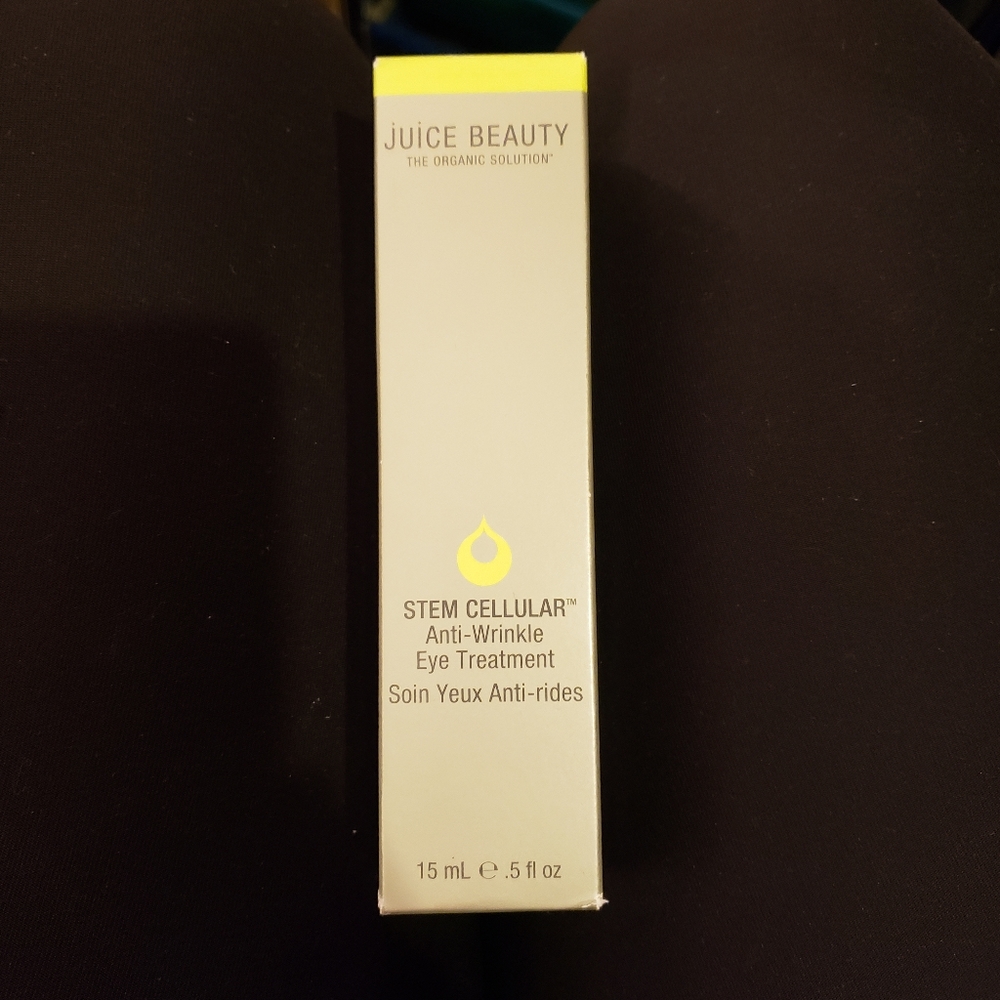 JUICE BEAUTY
THE ORGANIC SOLUTION™
STEM CELLULAR™
Anti-Wrinkle
Eye Treatment
Soin Yeux Anti-rides
15 mL ℮ .5 fl oz